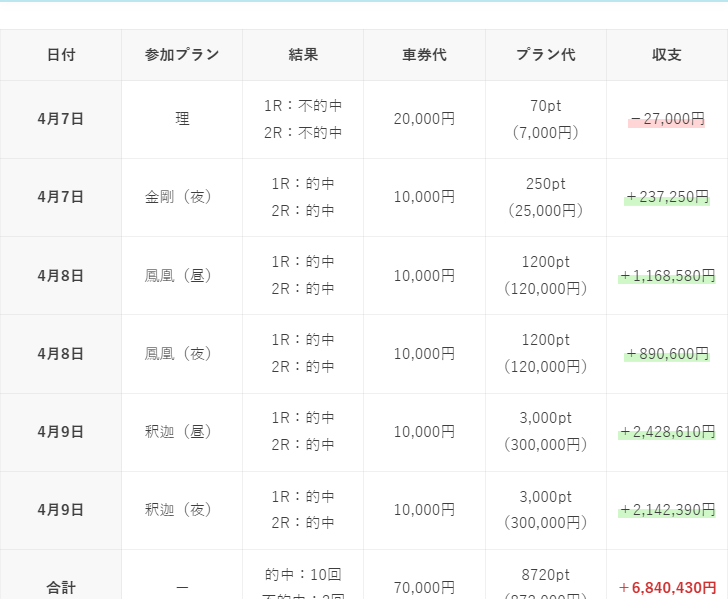 日付 参加プラン 結果 車券代 プラン代 収支
4月7日 理 1R：不的中 20,000円 70pt －27,000円
2R：不的中 （7,000円）
4月7日 金剛（夜） 1R：的中 10,000円 250pt ＋237,250円
2R：的中 （25,000円）
4月8日 鳳凰（昼） 1R：的中 10,000円 1200pt ＋1,168,580円
2R：的中 （120,000円）
4月8日 鳳凰（夜） 1R：的中 10,000円 1200pt ＋890,600円
2R：的中 （120,000円）
4月9日 釈迦（昼） 1R：的中 10,000円 3,000pt ＋2,428,610円
2R：的中 （300,000円）
4月9日 釈迦（夜） 1R：的中 10,000円 3,000pt ＋2,142,390円
2R：的中 （300,000円）
合計 － 的中：10回 70,000円 8720pt ＋6,840,430円